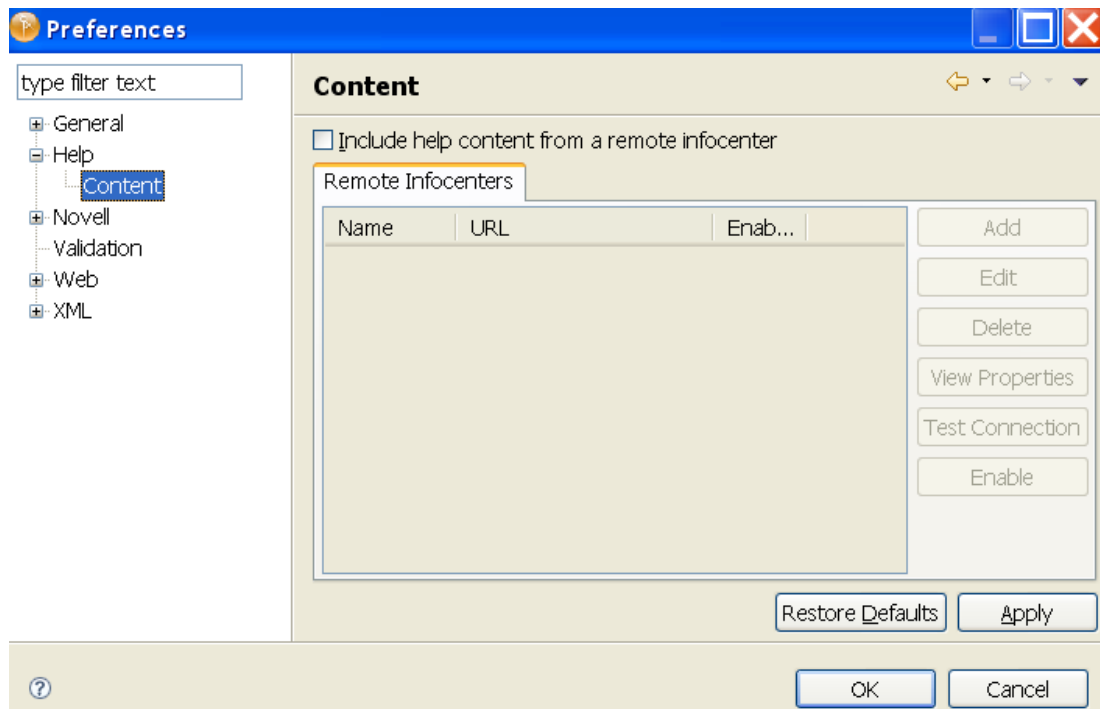 Preferences
type filter text
General
Help
Content
Novell
Validation
Web
XML
Content
Include help content from a remote infocenter
Remote Infocenters
Name URL Enab...
Add
Edit
Delete
View Properties
Test Connection
Enable
Restore Defaults Apply
? OK Cancel